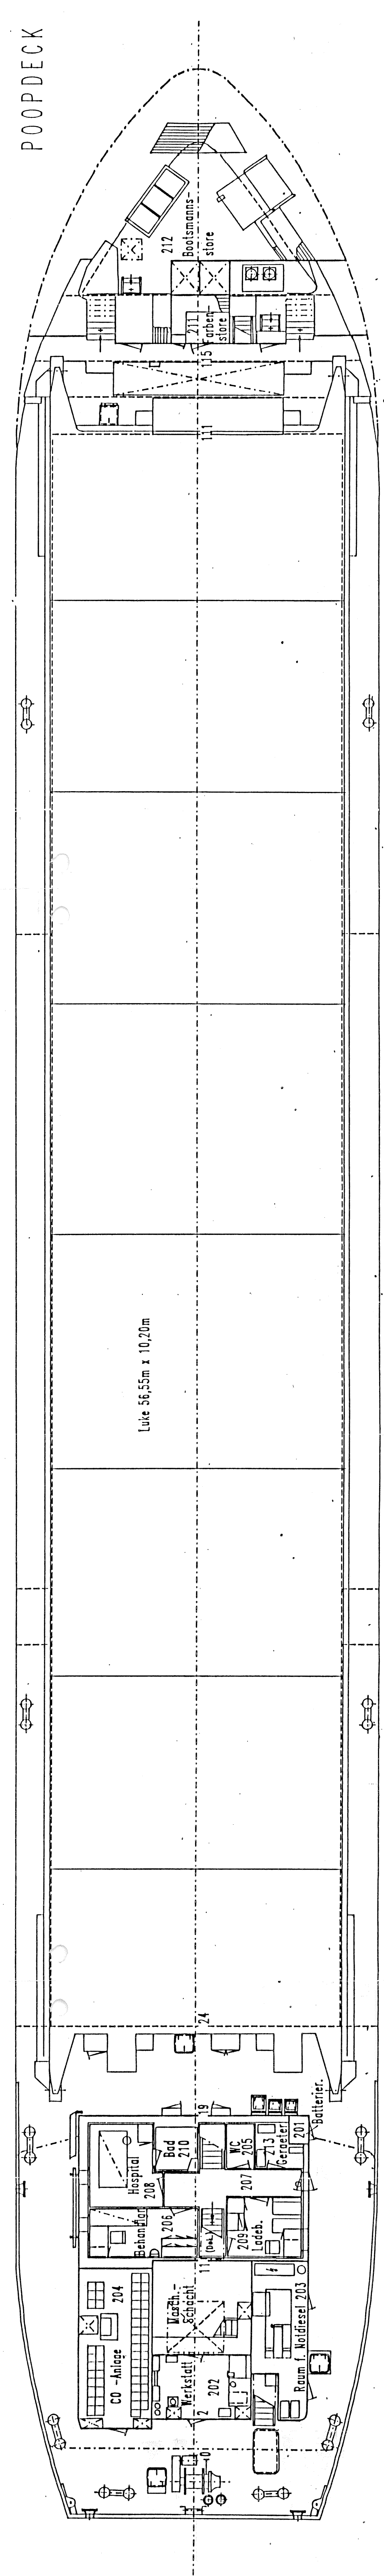 POOPDECK
212
Bootsmanns-
store
211
Farben-
store
115
111
Luke 56,55m x 10,20m
24
19
Batterier.
201
Geraeter.
213
WC
205
Bad
210
Hospital
208
207
Behandlar.
206
209
Ladeb.
11
204
CO -Anlage
Masch.-
Schacht
Raum f. Notdiesel 203
Werkstatt
202
2
0